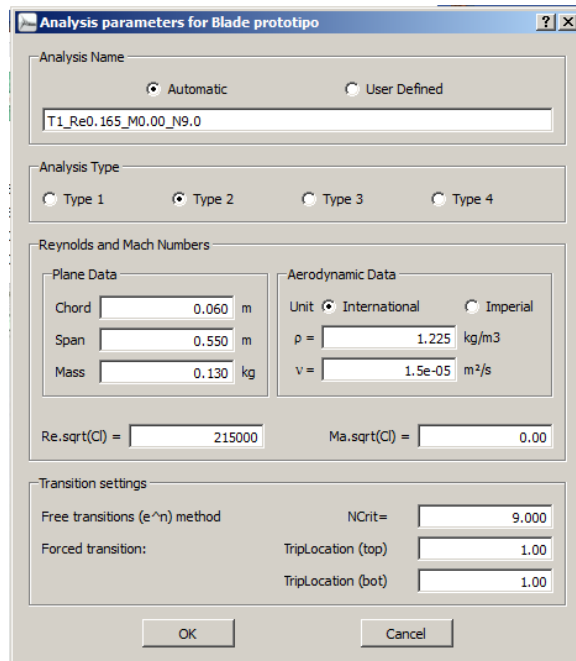 Analysis parameters for Blade prototipo
Analysis Name
Automatic User Defined
T1_Re0.165_M0.00_N9.0
Analysis Type
Type 1 Type 2 Type 3 Type 4
Reynolds and Mach Numbers
Plane Data Aerodynamic Data
Chord 0.060 m Unit International Imperial
Span 0.550 m ρ = 1.225 kg/m3
Mass 0.130 kg ν = 1.5e-05 m²/s
Re.sqrt(Cl) = 215000 Ma.sqrt(Cl) = 0.00
Transition settings
Free transitions (e^n) method NCrit= 9.000
Forced transition: TripLocation (top) 1.00
TripLocation (bot) 1.00
OK Cancel